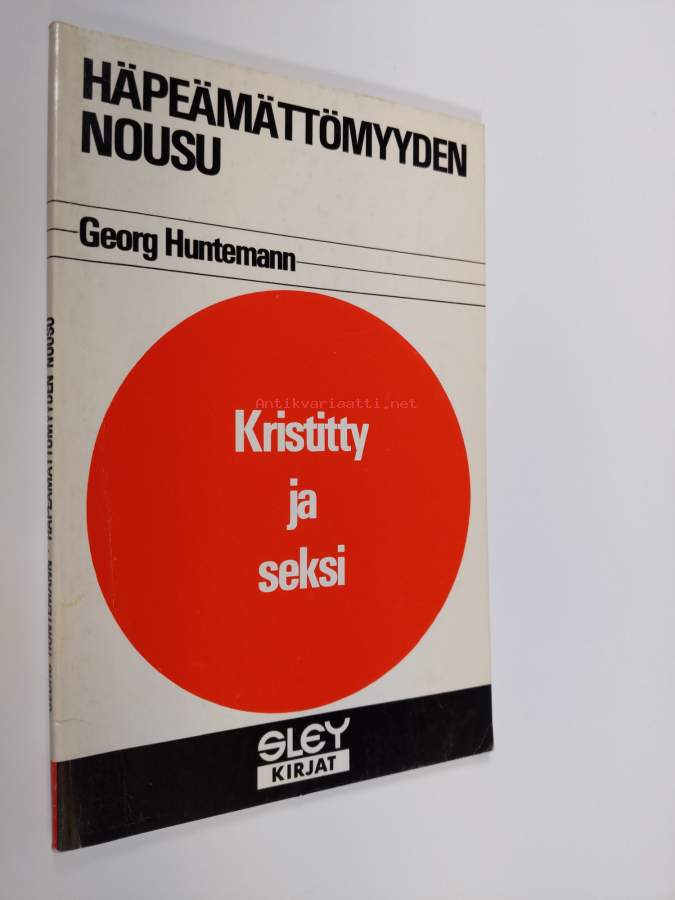 HÄPEÄMÄTTÖMYYDEN
NOUSU
Georg Huntemann
Antikvariaatti.net
Kristitty
ja
seksi
SLEY
KIRJAT
GEORG HUNTEMANN · HÄPEÄMÄTTÖMYYDEN NOUSU